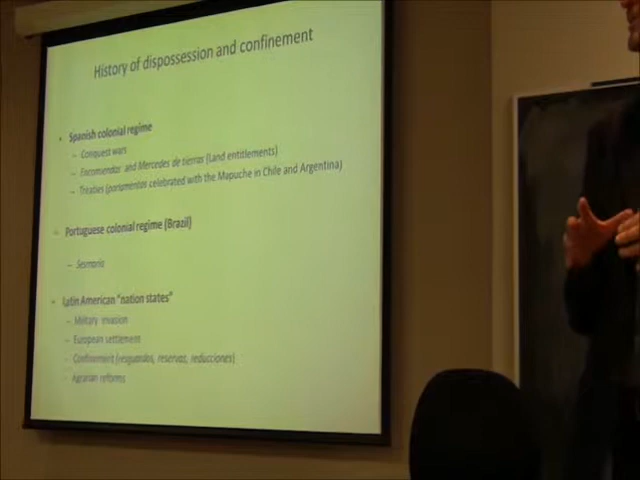 History of dispossession and confinement
• Spanish colonial regime
– Conquest wars
– Encomiendas and Mercedes de tierras (Land entitlements)
– Treaties (parlamentos celebrated with the Mapuche in Chile and Argentina)
• Portuguese colonial regime (Brazil)
– Sesmaria
• Latin American "nation states"
– Military invasion
– European settlement
– Confinement (resguardos, reservas, reducciones)
– Agrarian reforms